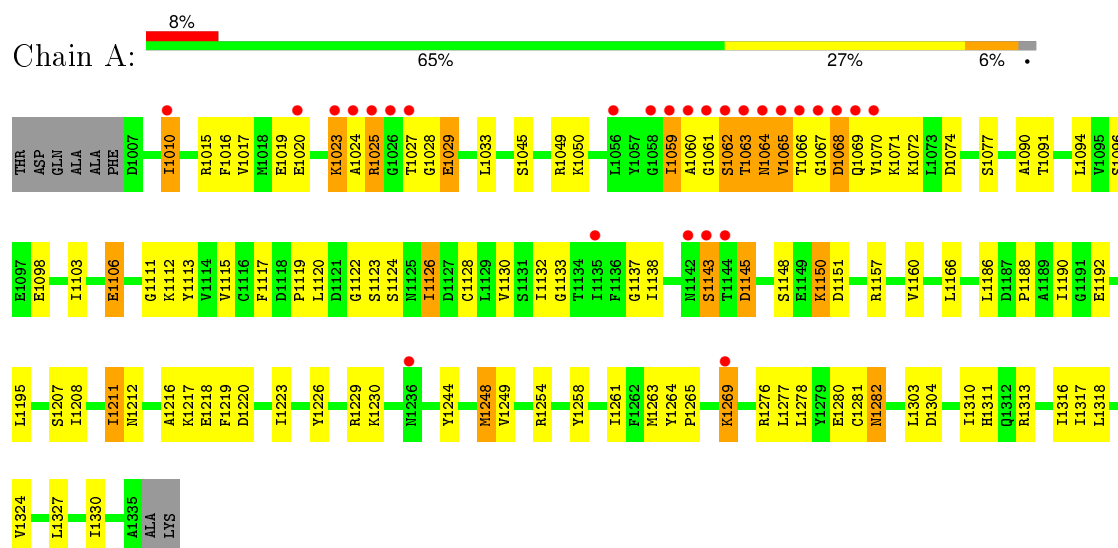 8%
Chain A:
65% 27% 6% •
THR ASP GLN ALA ALA PHE D1007 I1010 R1015 F1016 V1017 M1018 E1019 E1020 K1023 A1024 R1025 G1026 T1027 G1028 E1029 L1033 S1045 R1049 K1050 L1056 Y1057 G1058 I1059 A1060 G1061 S1062 T1063 N1064 V1065 T1066 G1067 D1068 Q1069 V1070 K1071 K1072 L1073 D1074 S1077 A1090 T1091 L1094 V1095 S1096
E1097 E1098 I1103 E1106 G1111 K1112 Y1113 V1114 V1115 C1116 F1117 D1118 P1119 L1120 D1121 G1122 S1123 S1124 N1125 I1126 D1127 C1128 L1129 V1130 S1131 I1132 G1133 T1134 I1135 F1136 G1137 I1138 N1142 S1143 T1144 D1145 S1148 E1149 K1150 D1151 R1157 V1160 L1166 L1186 D1187 P1188 A1189 I1190 G1191 E1192
L1195 S1207 I1208 I1211 N1212 A1216 K1217 E1218 F1219 D1220 I1223 Y1226 R1229 K1230 N1236 Y1244 M1248 V1249 R1254 Y1258 I1261 F1262 M1263 Y1264 P1265 K1269 R1276 L1277 L1278 Y1279 E1280 C1281 N1282 L1303 D1304 I1310 H1311 Q1312 R1313 I1316 I1317 L1318
V1324 L1327 I1330 A1335 ALA LYS